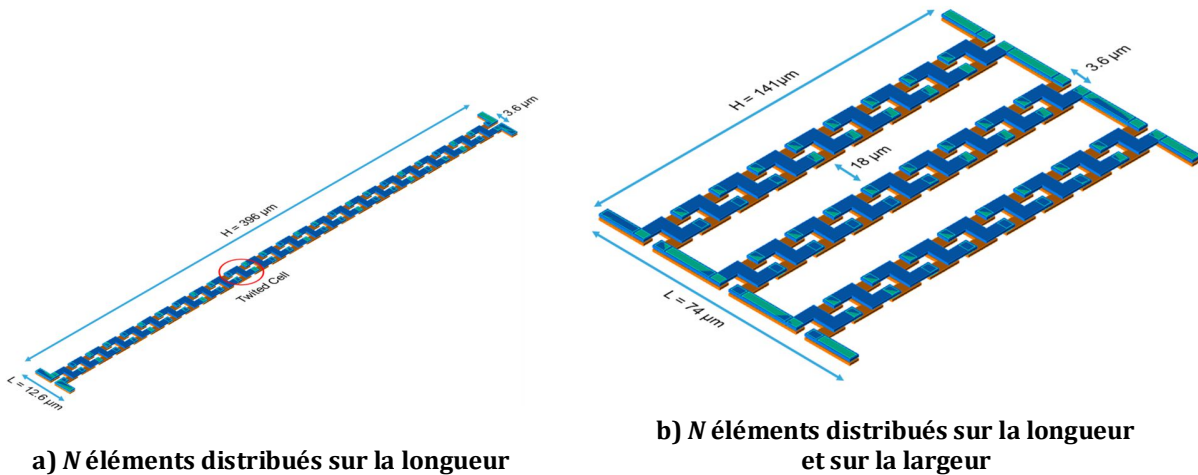 3.6 µm
H = 396 µm
Twited Cell
L = 12.6 µm
a) N éléments distribués sur la longueur
H = 141µm
3.6 µm
18 µm
L = 74 µm
b) N éléments distribués sur la longueur
et sur la largeur